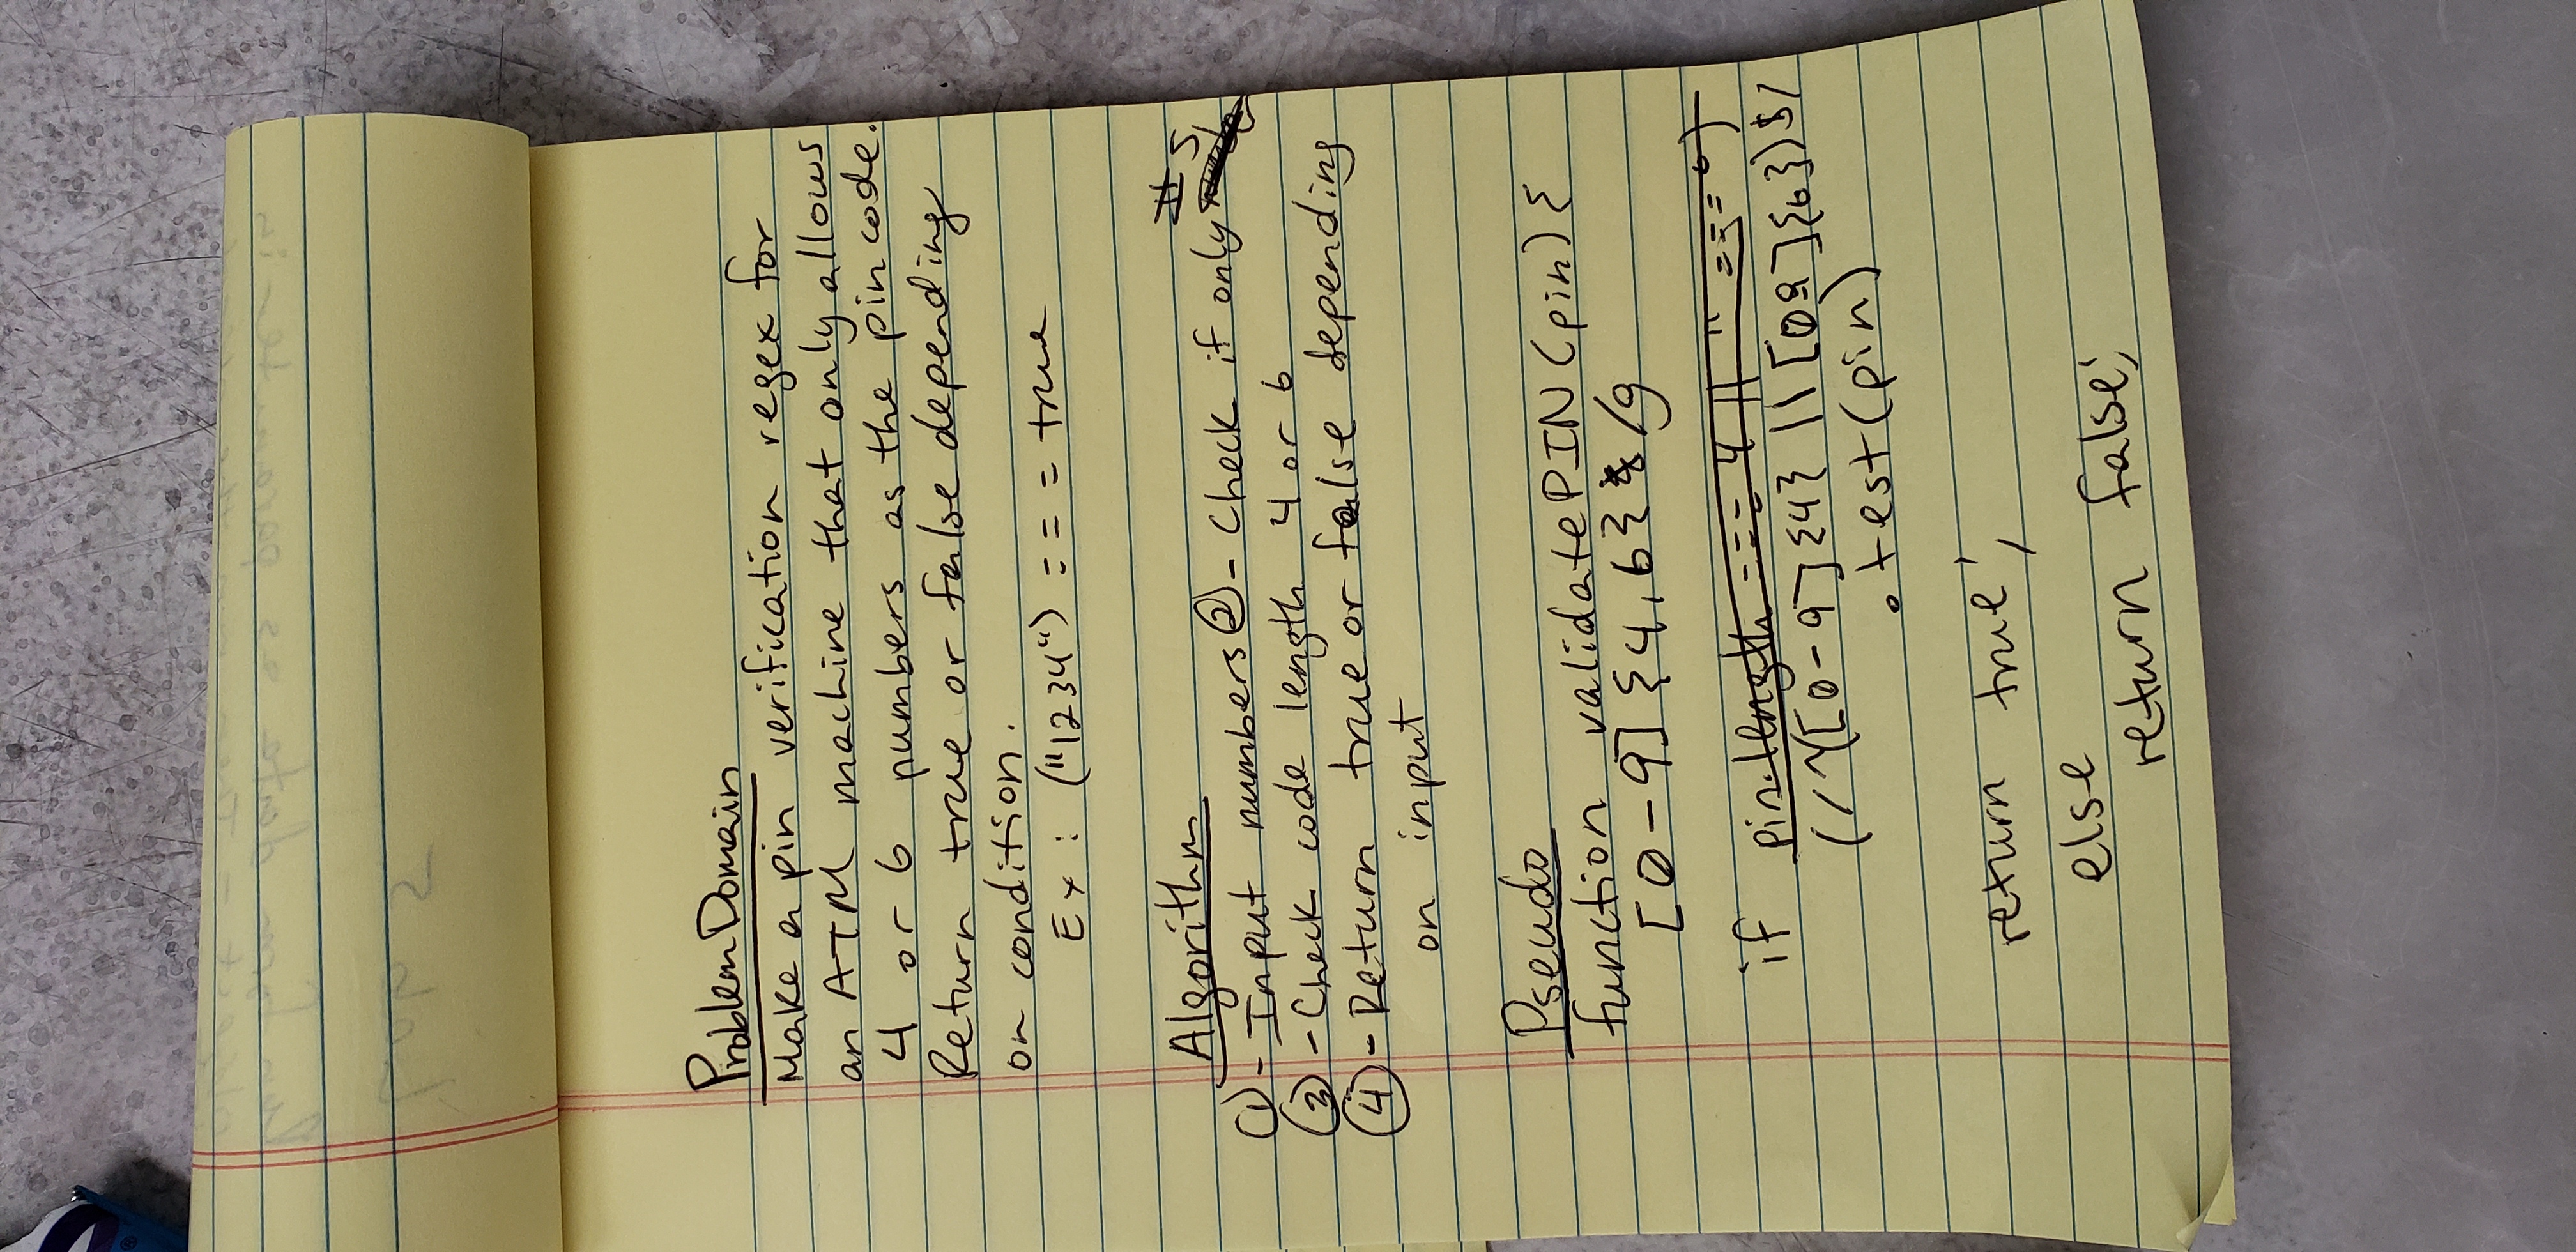 Problem Domain
Make a pin verification regex for
an ATM machine that only allows
4 or 6 numbers as the pin code.
Return true or false depending
on condition.
Ex : ("1234") === true
Algorithm
① - Input numbers ② - Check if only #s
③ - Check code length 4 or 6
④ - Return true or false depending
on input
Pseudo
function validatePIN (pin) {
[0-9] {4,6} /g
if pin.length === 4 || " === 6)
(/^([0-9]{4} || [09]{6})$/
.test(pin)
return true;
else
return false;